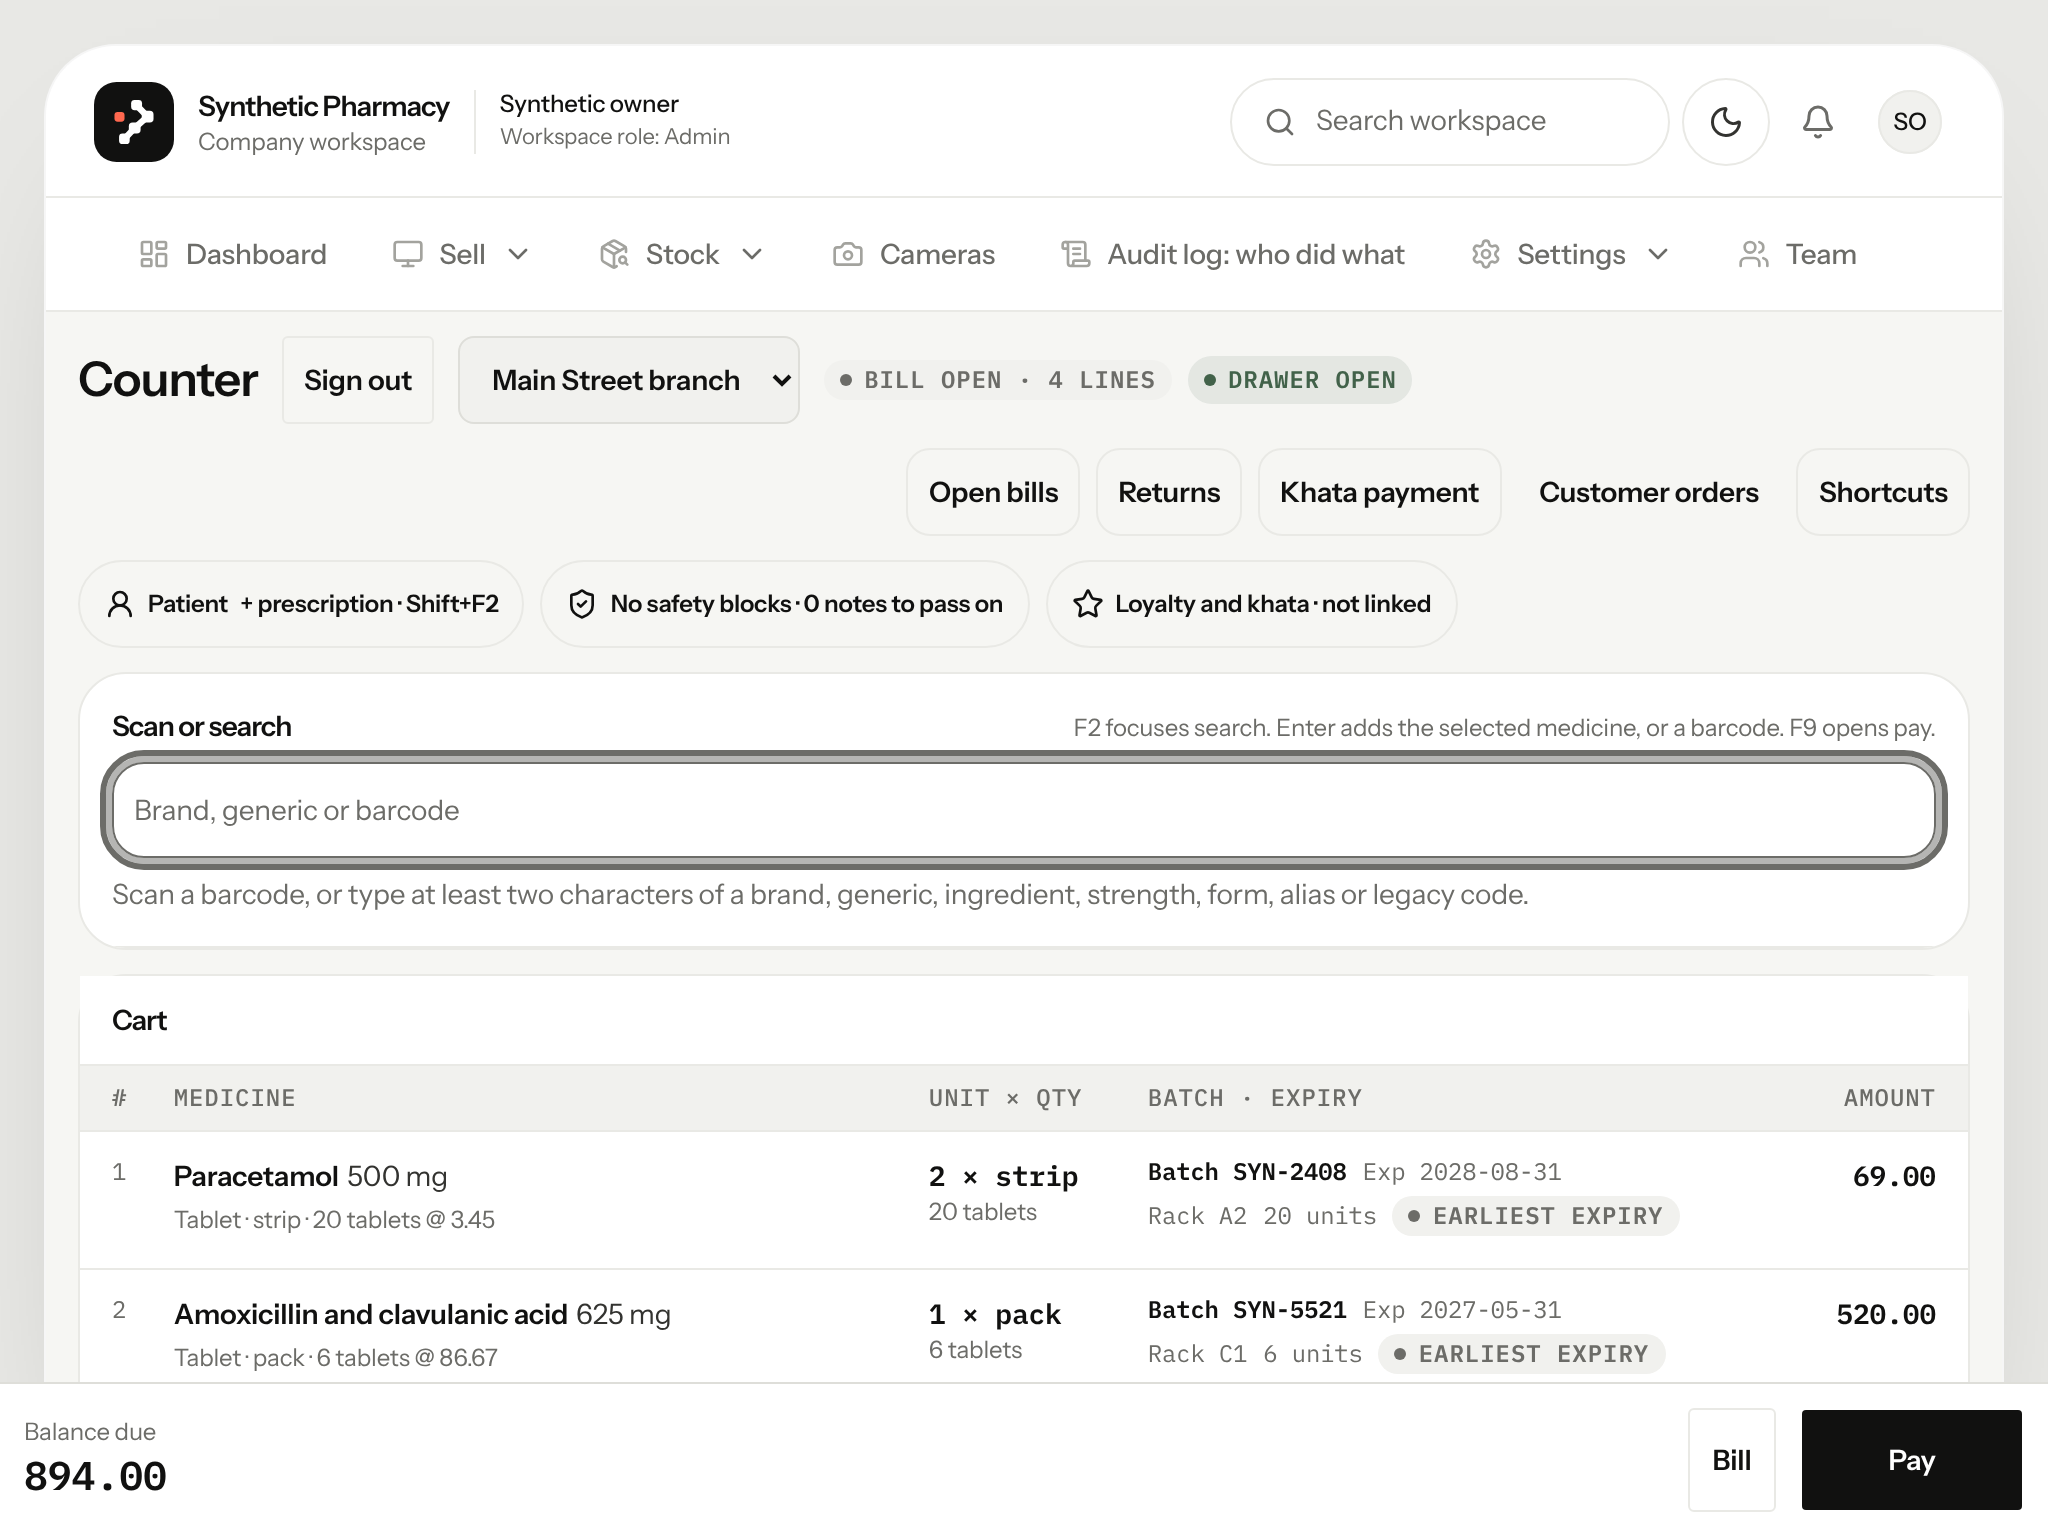 Synthetic Pharmacy
Company workspace
Synthetic owner
Workspace role: Admin
Search workspace
SO
Dashboard
Sell
Stock
Cameras
Audit log: who did what
Settings
Team
Counter
Sign out
Main Street branch
BILL OPEN · 4 LINES
DRAWER OPEN
Open bills
Returns
Khata payment
Customer orders
Shortcuts
Patient + prescription · Shift+F2
No safety blocks · 0 notes to pass on
Loyalty and khata · not linked
Scan or search
F2 focuses search. Enter adds the selected medicine, or a barcode. F9 opens pay.
Brand, generic or barcode
Scan a barcode, or type at least two characters of a brand, generic, ingredient, strength, form, alias or legacy code.
Cart
# MEDICINE UNIT × QTY BATCH · EXPIRY AMOUNT
1 Paracetamol 500 mg 2 × strip Batch SYN-2408 Exp 2028-08-31 69.00
Tablet · strip · 20 tablets @ 3.45 20 tablets Rack A2 20 units EARLIEST EXPIRY
2 Amoxicillin and clavulanic acid 625 mg 1 × pack Batch SYN-5521 Exp 2027-05-31 520.00
Tablet · pack · 6 tablets @ 86.67 6 tablets Rack C1 6 units EARLIEST EXPIRY
Balance due
894.00
Bill
Pay